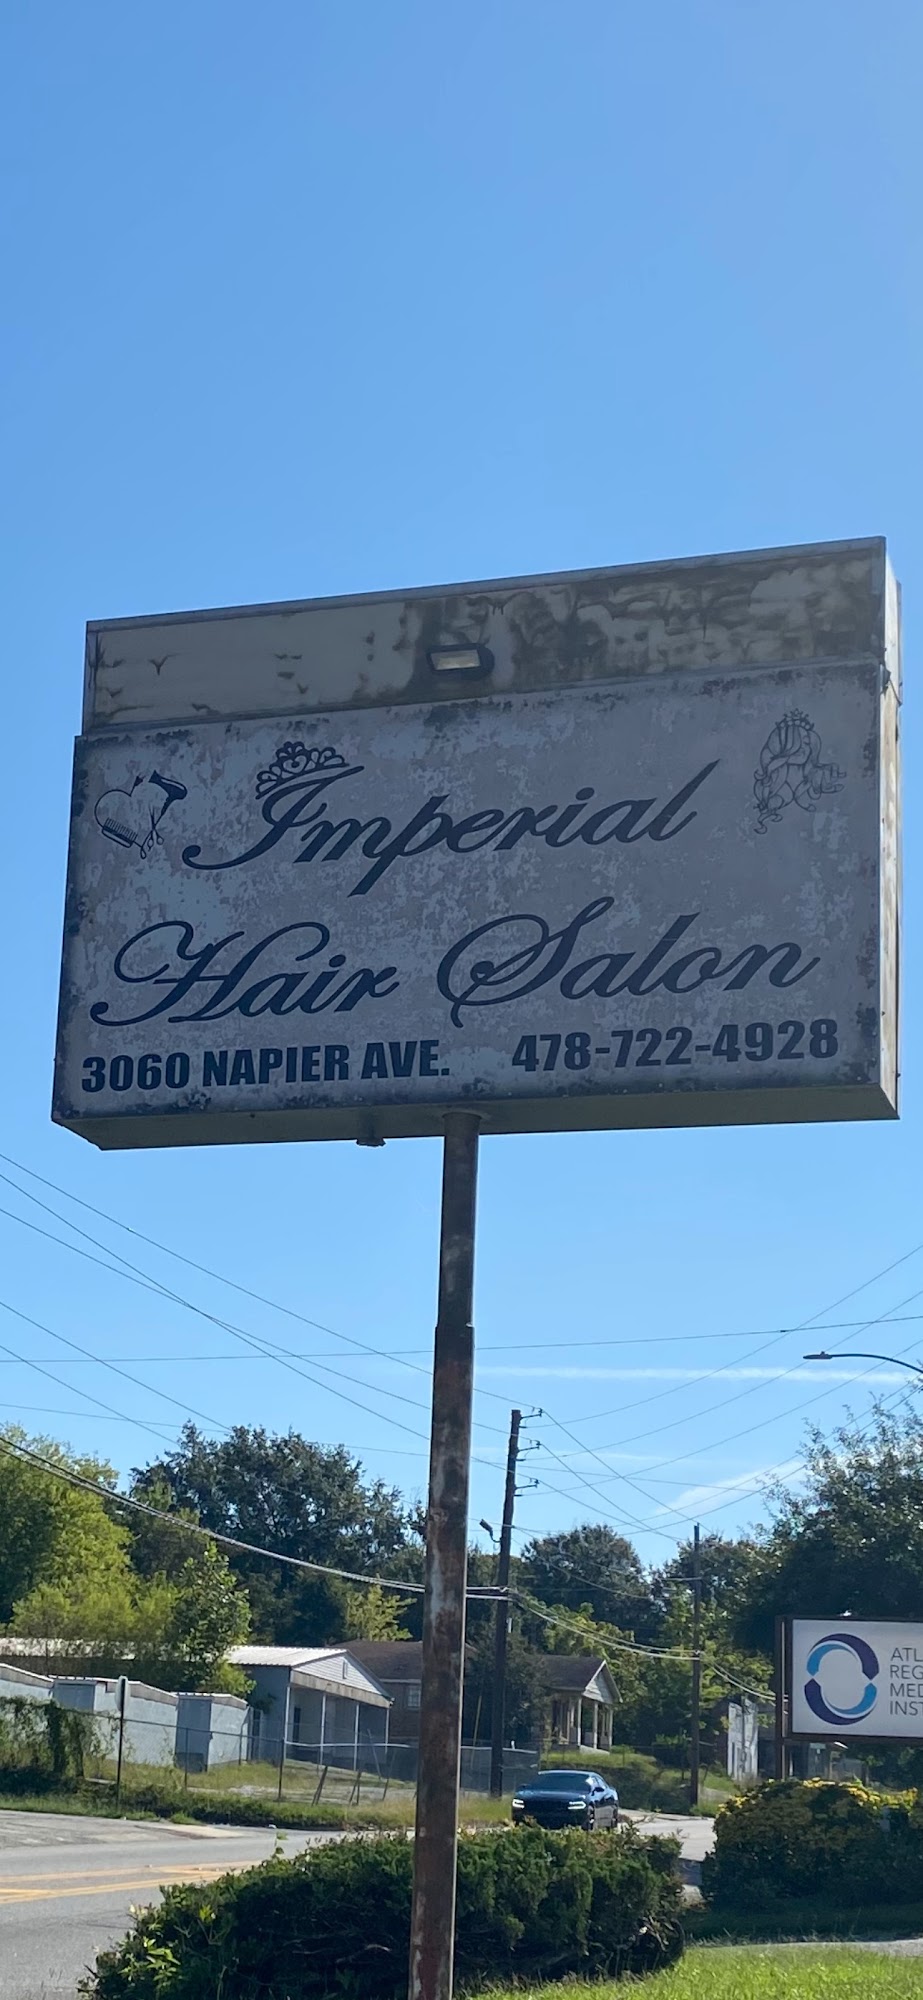 Imperial
Hair Salon
3060 NAPIER AVE. 478-722-4928